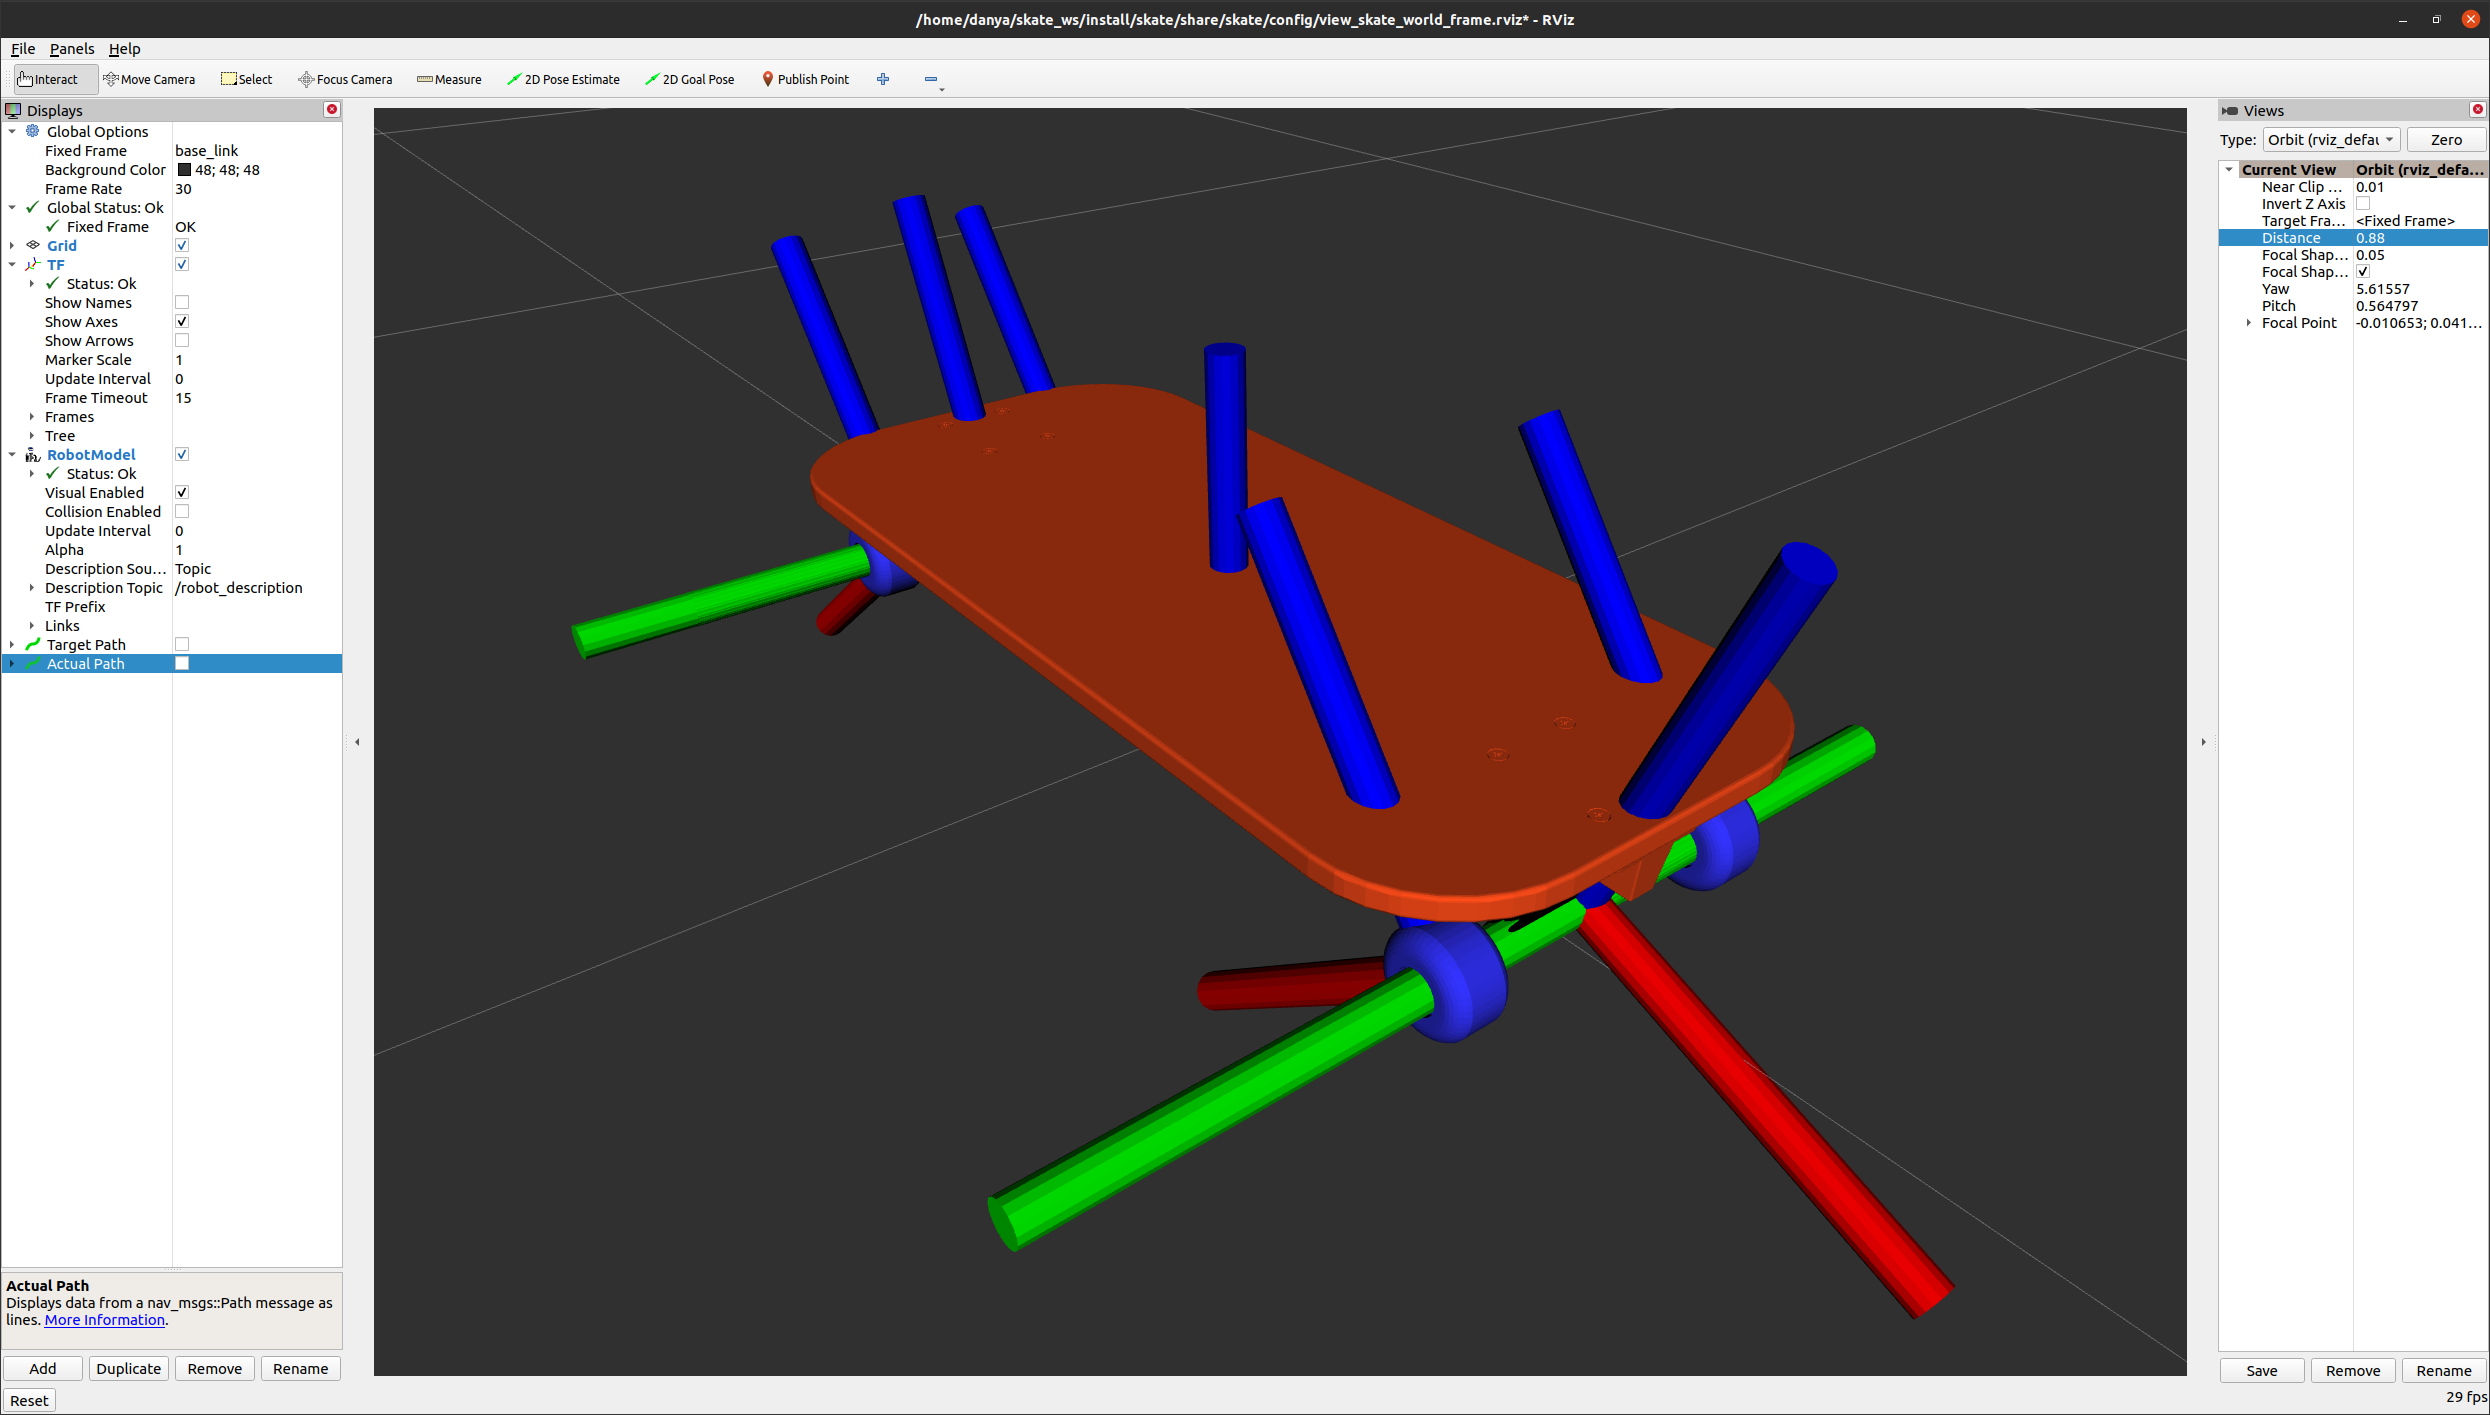 /home/danya/skate_ws/install/skate/share/skate/config/view_skate_world_frame.rviz* - RViz
File Panels Help
Interact Move Camera Select Focus Camera Measure 2D Pose Estimate 2D Goal Pose Publish Point
Displays
Global Options
Fixed Frame base_link
Background Color 48; 48; 48
Frame Rate 30
Global Status: Ok
Fixed Frame OK
Grid
TF
Status: Ok
Show Names
Show Axes
Show Arrows
Marker Scale 1
Update Interval 0
Frame Timeout 15
Frames
Tree
RobotModel
Status: Ok
Visual Enabled
Collision Enabled
Update Interval 0
Alpha 1
Description Sou... Topic
Description Topic /robot_description
TF Prefix
Links
Target Path
Actual Path
Actual Path
Displays data from a nav_msgs::Path message as
lines. More Information.
Add Duplicate Remove Rename
Reset
Views
Type: Orbit (rviz_defau Zero
Current View Orbit (rviz_defa...
Near Clip ... 0.01
Invert Z Axis
Target Fra... <Fixed Frame>
Distance 0.88
Focal Shap... 0.05
Focal Shap...
Yaw 5.61557
Pitch 0.564797
Focal Point -0.010653; 0.041...
Save Remove Rename
29 fps